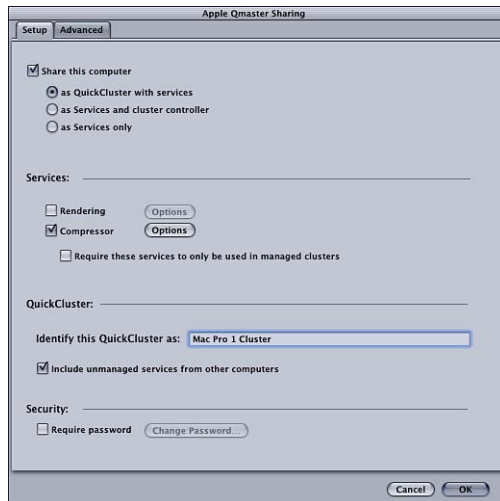 Apple Qmaster Sharing
Setup Advanced
Share this computer
as QuickCluster with services
as Services and cluster controller
as Services only
Services:
Rendering Options
Compressor Options
Require these services to only be used in managed clusters
QuickCluster:
Identify this QuickCluster as: Mac Pro 1 Cluster
Include unmanaged services from other computers
Security:
Require password Change Password...
Cancel OK